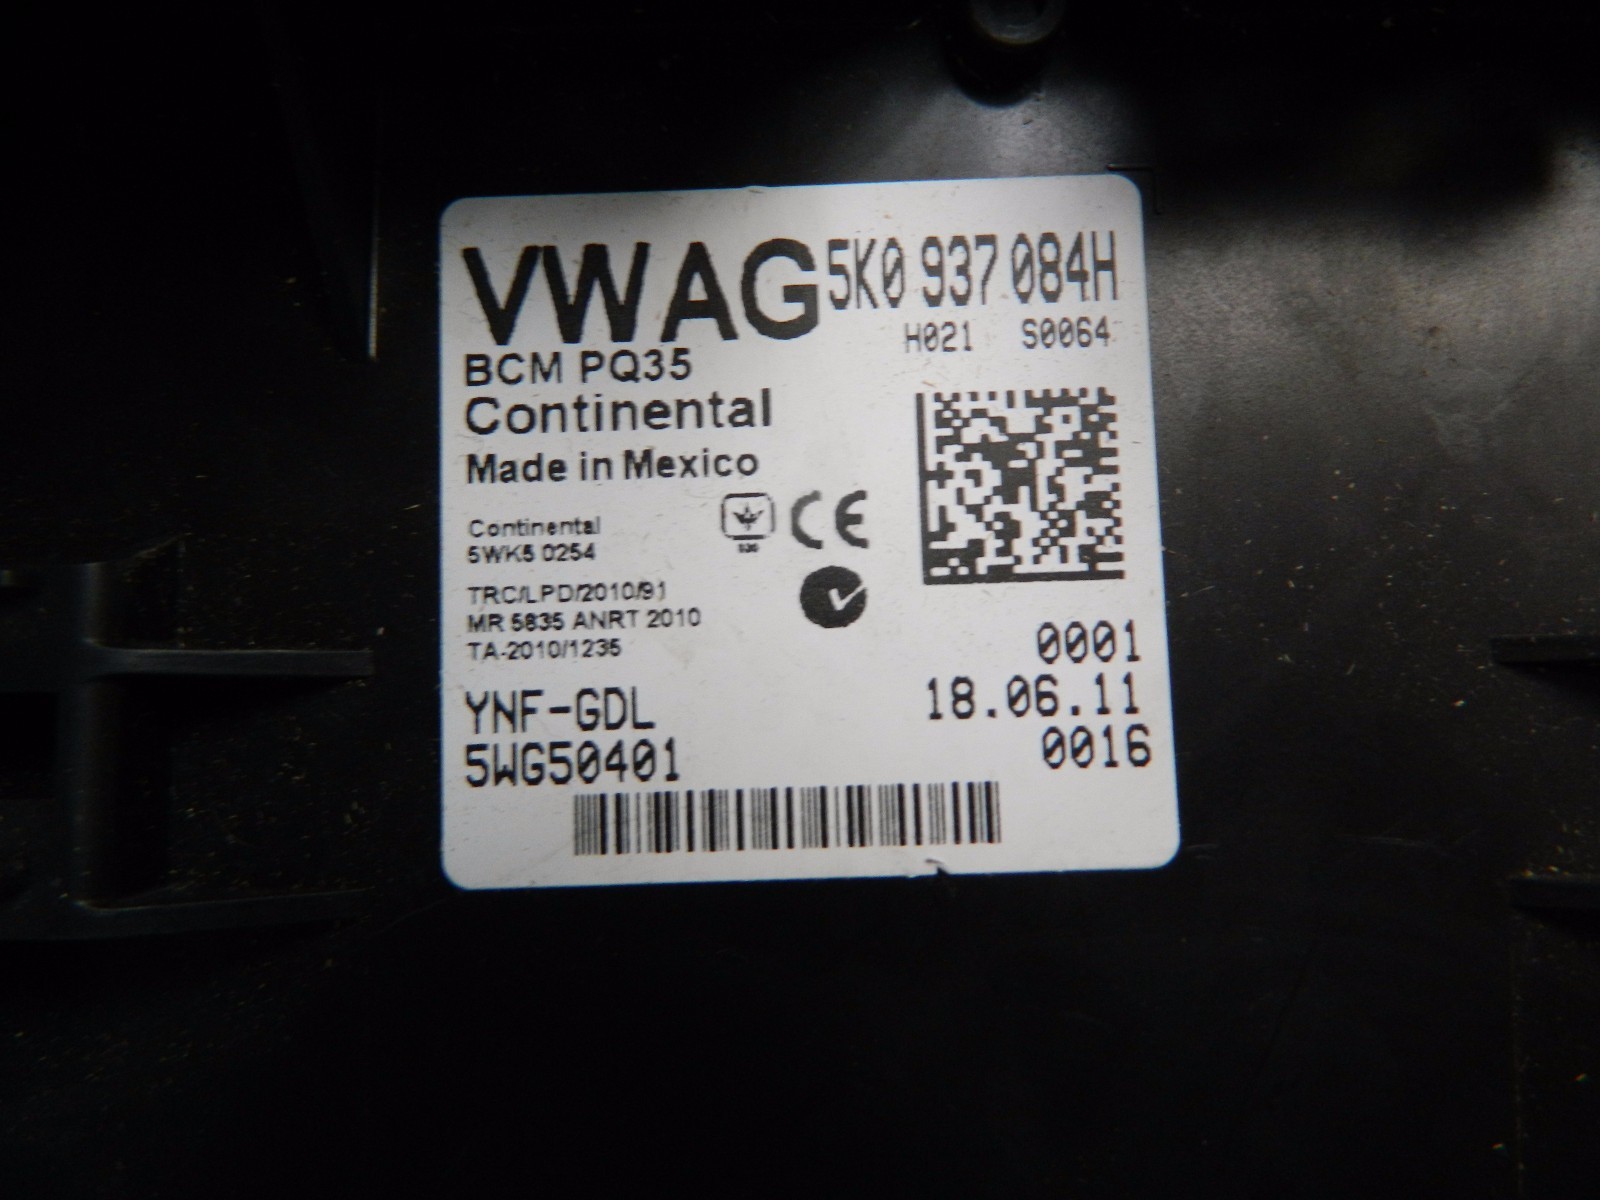 VWAG 5K0 937 084H
H021 S0064
BCM PQ35
Continental
Made in Mexico
CE
Continental
5WK5 0254
TRC/LPD/2010/91
MR 5835 ANRT 2010
TA-2010/1235
0001
YNF-GDL 18.06.11
5WG50401 0016